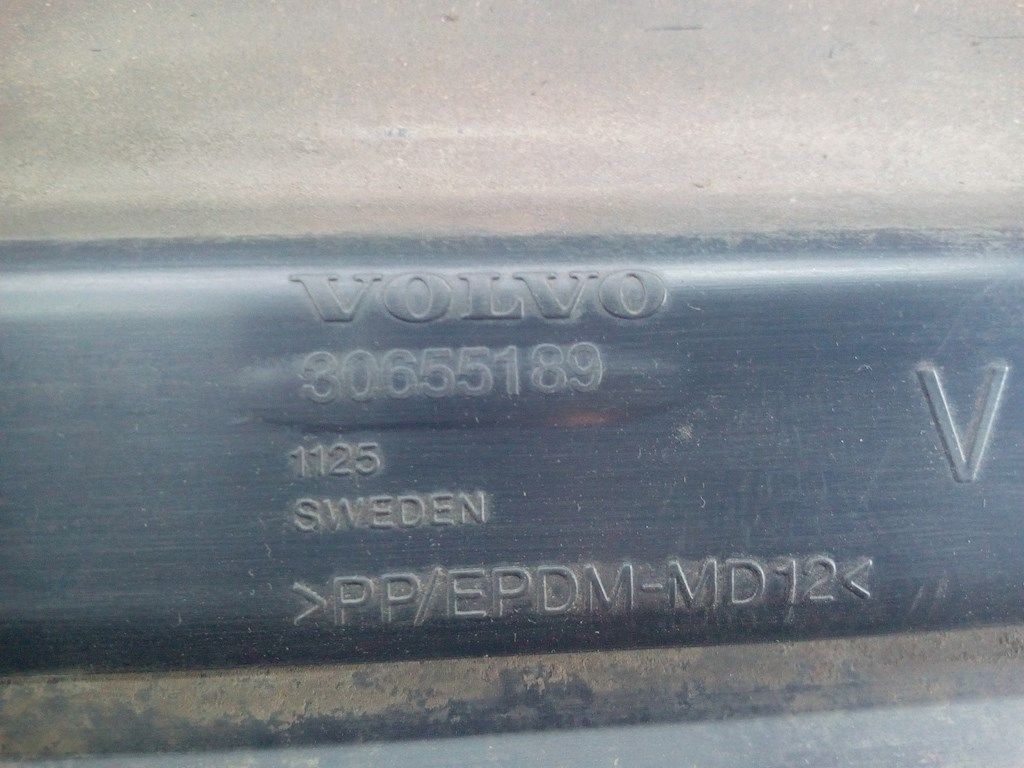 VOLVO
30655189
V
1125
SWEDEN
>PP/EPDM-MD12<